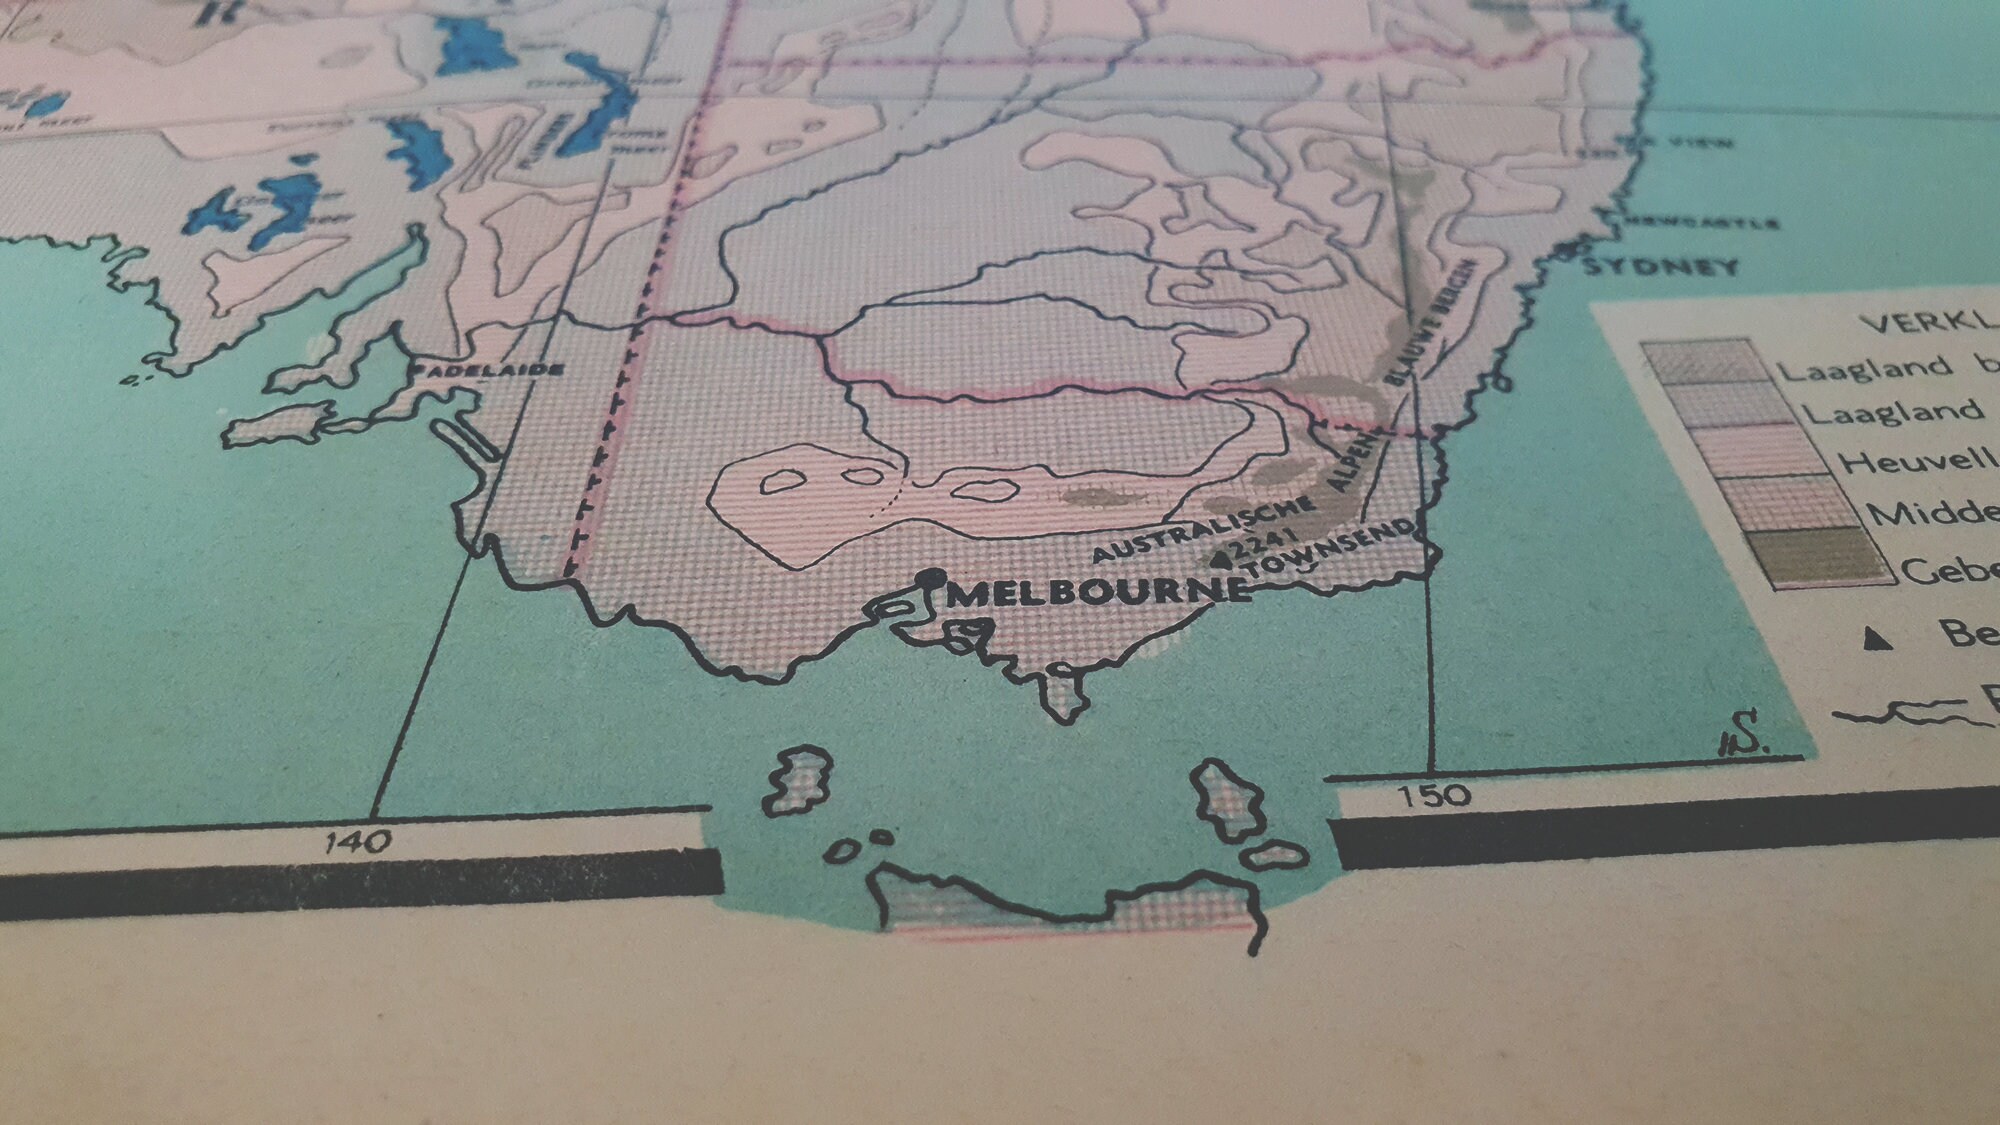 R
FLINDERS
NEWCASTLE
SYDNEY
BLAUWE BERGEN
ADELAIDE
AUSTRALISCHE
ALPEN
2241
TOWNSEND
MELBOURNE
140
150
S.
VERKL
Laagland b
Laagland
Heuvell
Midde
Gebe
Be